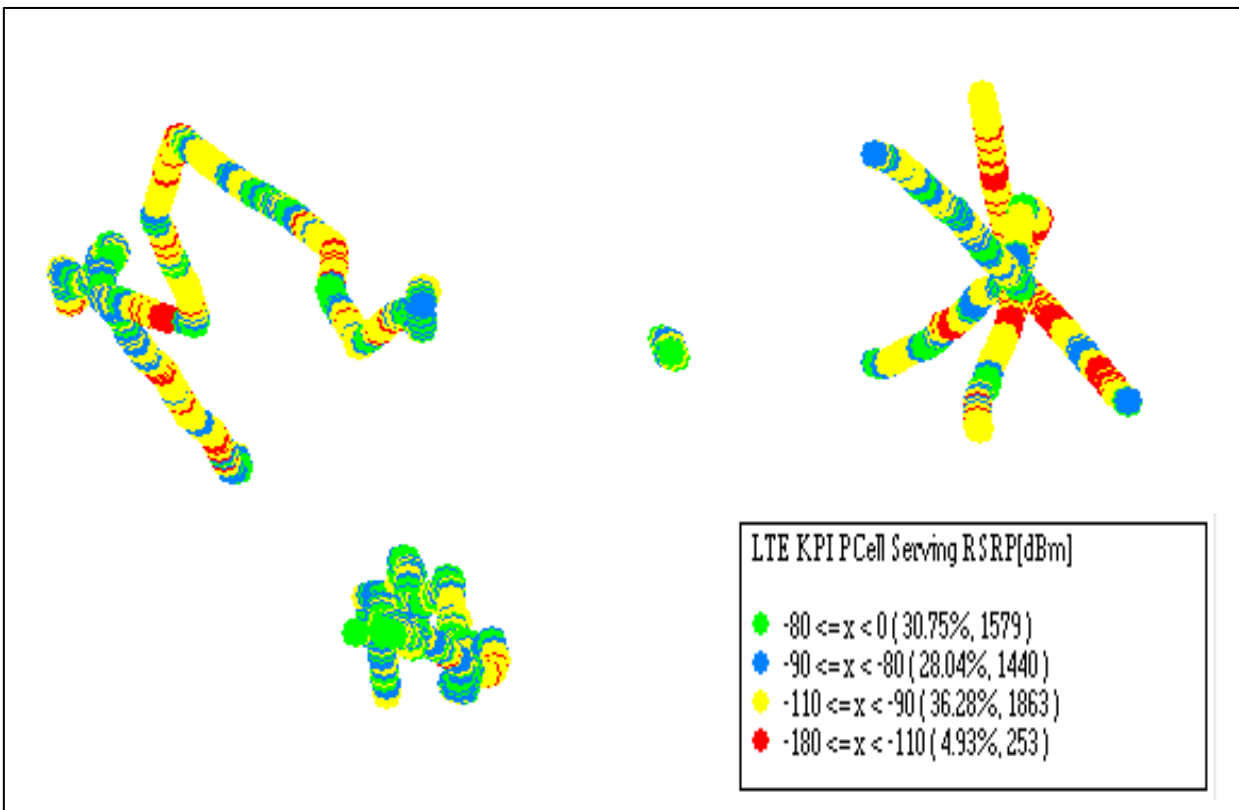 LTE KPI PCell Serving RSRP[dBm]
-80 <= x < 0 ( 30.75%, 1579 )
-90 <= x < -80 ( 28.04%, 1440 )
-110 <= x < -90 ( 36.28%, 1863 )
-180 <= x < -110 ( 4.93%, 253 )